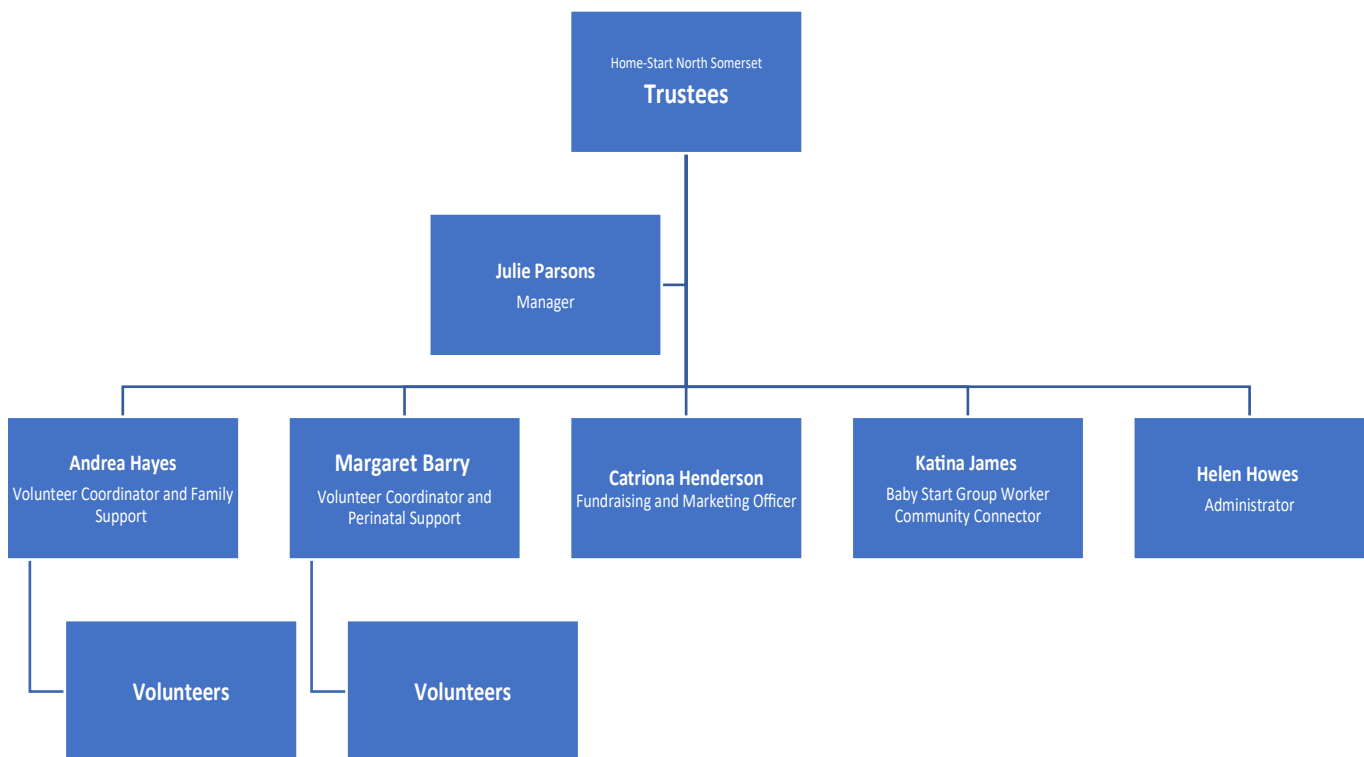 Home-Start North Somerset
Trustees
Julie Parsons
Manager
Andrea Hayes
Volunteer Coordinator and Family
Support
Margaret Barry
Volunteer Coordinator and
Perinatal Support
Catriona Henderson
Fundraising and Marketing Officer
Katina James
Baby Start Group Worker
Community Connector
Helen Howes
Administrator
Volunteers
Volunteers